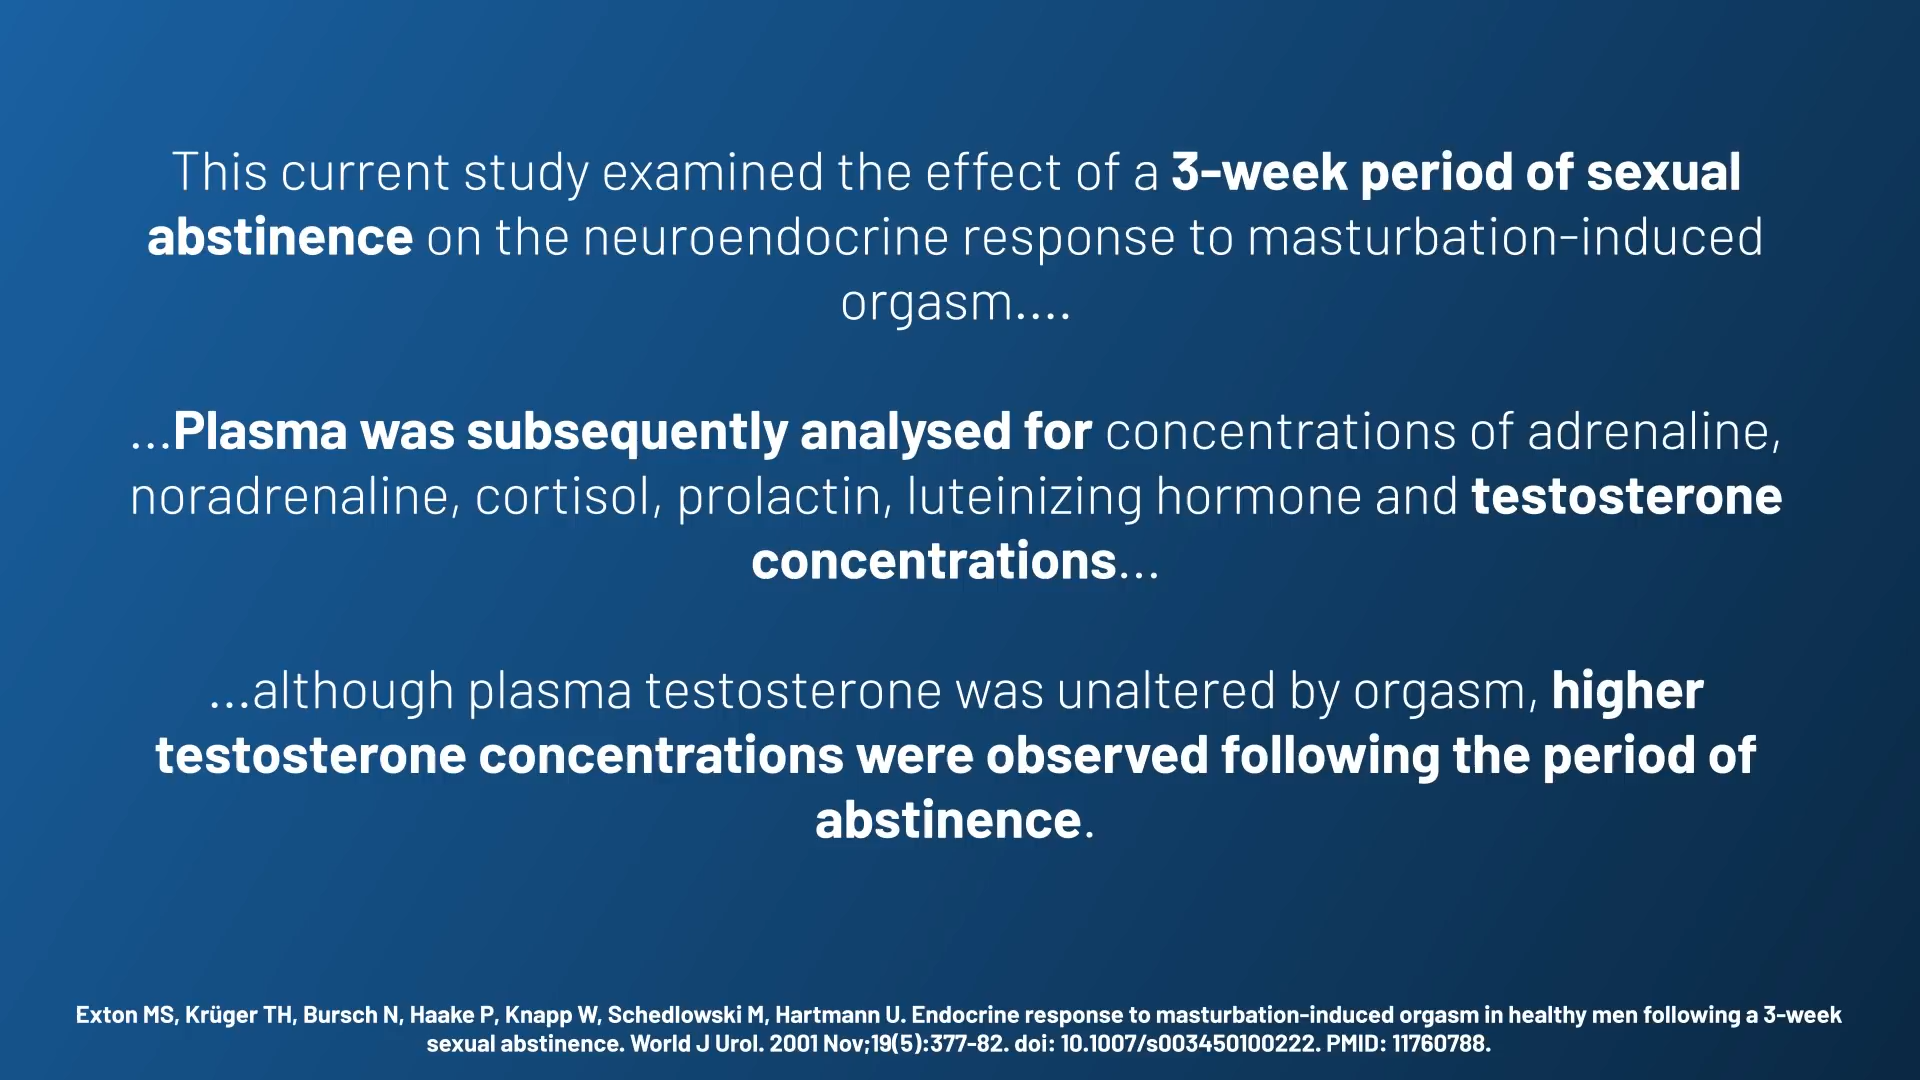 This current study examined the effect of a 3-week period of sexual
abstinence on the neuroendocrine response to masturbation-induced
orgasm....
...Plasma was subsequently analysed for concentrations of adrenaline,
noradrenaline, cortisol, prolactin, luteinizing hormone and testosterone
concentrations...
...although plasma testosterone was unaltered by orgasm, higher
testosterone concentrations were observed following the period of
abstinence.
Exton MS, Krüger TH, Bursch N, Haake P, Knapp W, Schedlowski M, Hartmann U. Endocrine response to masturbation-induced orgasm in healthy men following a 3-week
sexual abstinence. World J Urol. 2001 Nov;19(5):377-82. doi: 10.1007/s003450100222. PMID: 11760788.